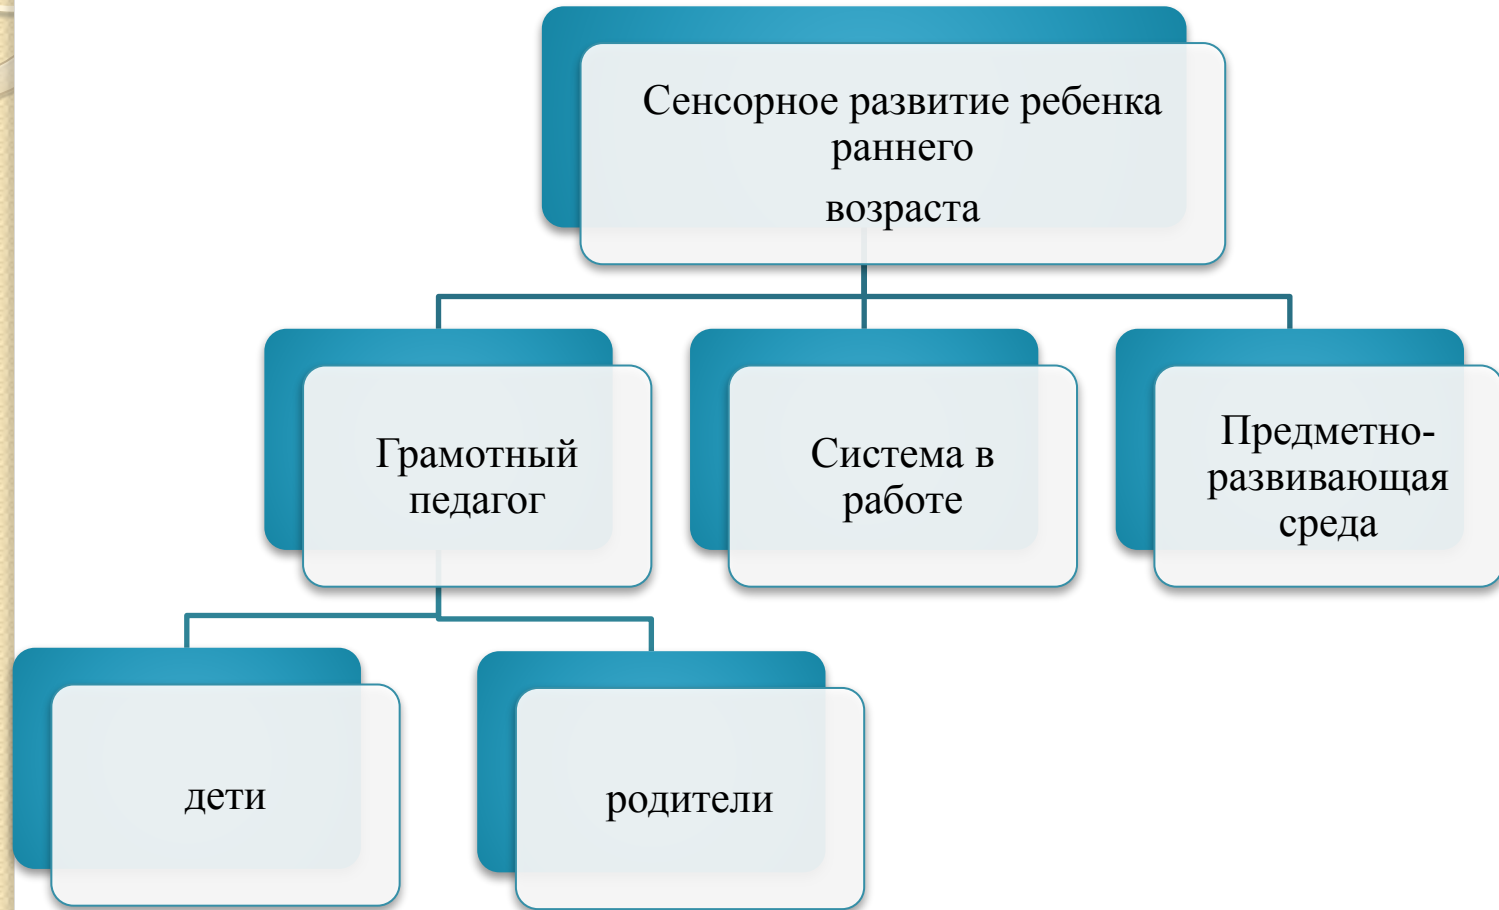 Сенсорное развитие ребенка
раннего
возраста
Грамотный
педагог
Система в
работе
Предметно-
развивающая
среда
дети
родители